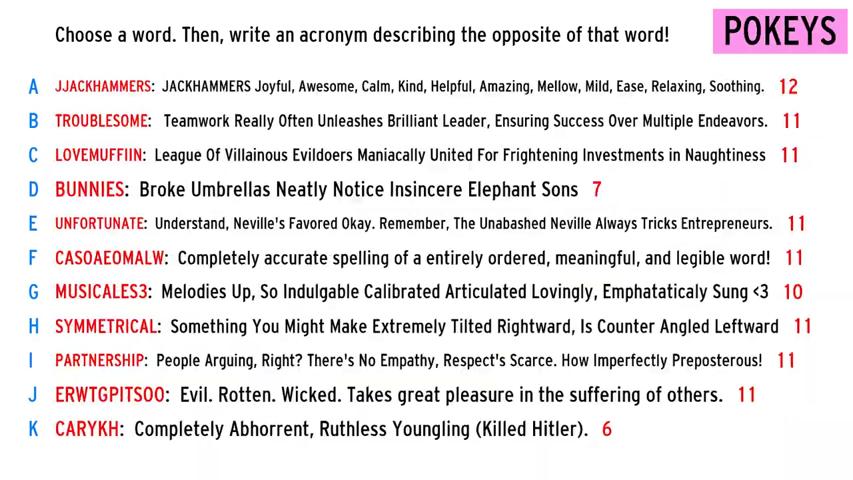 Choose a word. Then, write an acronym describing the opposite of that word!
POKEYS
A JJACKHAMMERS: JACKHAMMERS Joyful, Awesome, Calm, Kind, Helpful, Amazing, Mellow, Mild, Ease, Relaxing, Soothing. 12
B TROUBLESOME: Teamwork Really Often Unleashes Brilliant Leader, Ensuring Success Over Multiple Endeavors. 11
C LOVEMUFFIIN: League Of Villainous Evildoers Maniacally United For Frightening Investments in Naughtiness 11
D BUNNIES: Broke Umbrellas Neatly Notice Insincere Elephant Sons 7
E UNFORTUNATE: Understand, Neville's Favored Okay. Remember, The Unabashed Neville Always Tricks Entrepreneurs. 11
F CASOAEOMALW: Completely accurate spelling of a entirely ordered, meaningful, and legible word! 11
G MUSICALES3: Melodies Up, So Indulgable Calibrated Articulated Lovingly, Emphataticaly Sung <3 10
H SYMMETRICAL: Something You Might Make Extremely Tilted Rightward, Is Counter Angled Leftward 11
I PARTNERSHIP: People Arguing, Right? There's No Empathy, Respect's Scarce. How Imperfectly Preposterous! 11
J ERWTGPITSOO: Evil. Rotten. Wicked. Takes great pleasure in the suffering of others. 11
K CARYKH: Completely Abhorrent, Ruthless Youngling (Killed Hitler). 6